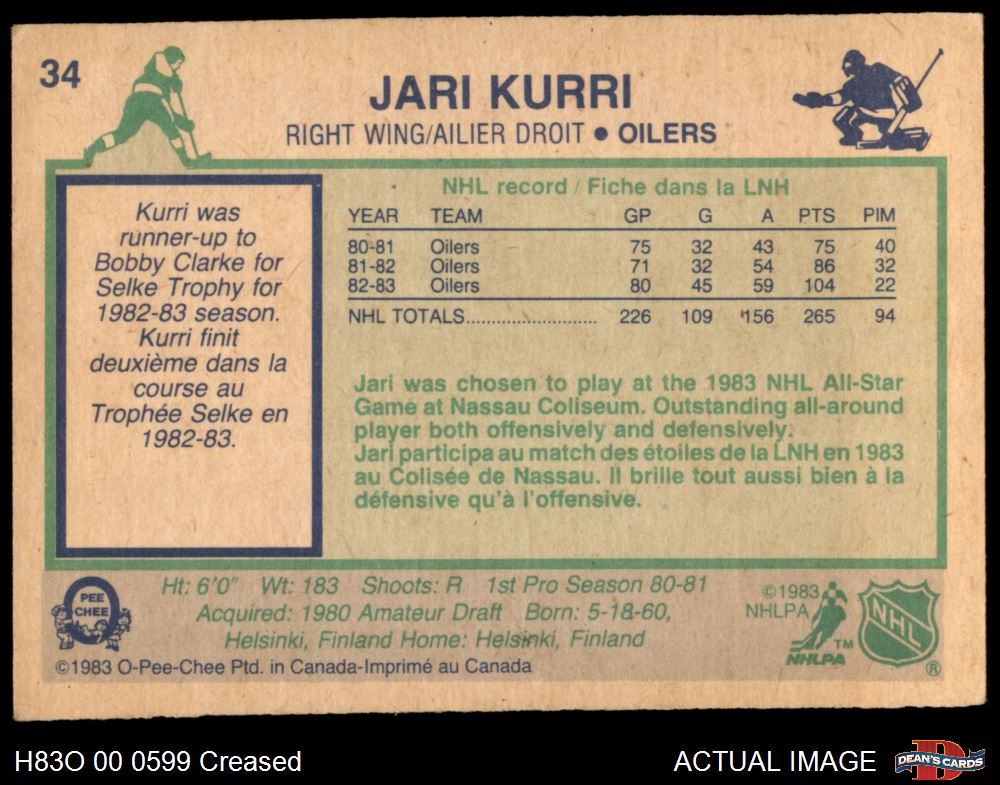 34
JARI KURRI
RIGHT WING/AILIER DROIT ● OILERS
Kurri was
runner-up to
Bobby Clarke for
Selke Trophy for
1982-83 season.
Kurri finit
deuxième dans la
course au
Trophée Selke en
1982-83.
NHL record / Fiche dans la LNH
YEAR TEAM GP G A PTS PIM
80-81 Oilers 75 32 43 75 40
81-82 Oilers 71 32 54 86 32
82-83 Oilers 80 45 59 104 22
NHL TOTALS............................ 226 109 156 265 94
Jari was chosen to play at the 1983 NHL All-Star
Game at Nassau Coliseum. Outstanding all-around
player both offensively and defensively.
Jari participa au match des étoiles de la LNH en 1983
au Colisée de Nassau. Il brille tout aussi bien à la
défensive qu'à l'offensive.
PEE
CHEE
Ht: 6'0" Wt: 183 Shoots: R 1st Pro Season 80-81
Acquired: 1980 Amateur Draft Born: 5-18-60,
Helsinki, Finland Home: Helsinki, Finland
©1983 O-Pee-Chee Ptd. in Canada-Imprimé au Canada
©1983
NHLPA
TM
NHLPA
NHL
®
H83O 00 0599 Creased
ACTUAL IMAGE
D
DEAN'S CARDS